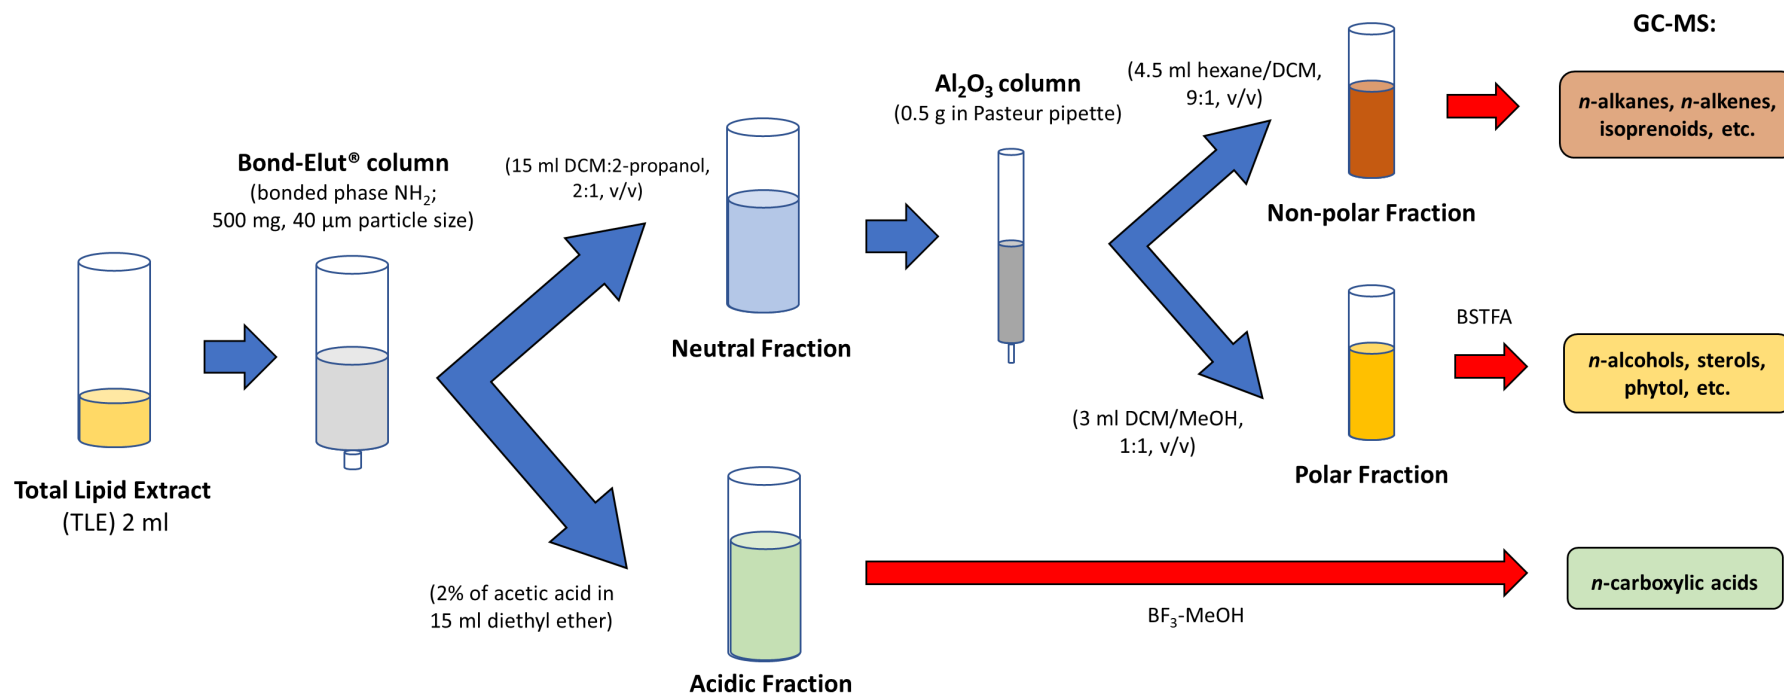 GC-MS:
(4.5 ml hexane/DCM,
9:1, v/v)
Al₂O₃ column
(0.5 g in Pasteur pipette)
n-alkanes, n-alkenes,
isoprenoids, etc.
Bond-Elut® column
(bonded phase NH₂;
500 mg, 40 µm particle size)
(15 ml DCM:2-propanol,
2:1, v/v)
Non-polar Fraction
Neutral Fraction
BSTFA
n-alcohols, sterols,
phytol, etc.
(3 ml DCM/MeOH,
1:1, v/v)
Polar Fraction
Total Lipid Extract
(TLE) 2 ml
(2% of acetic acid in
15 ml diethyl ether)
BF₃-MeOH
n-carboxylic acids
Acidic Fraction